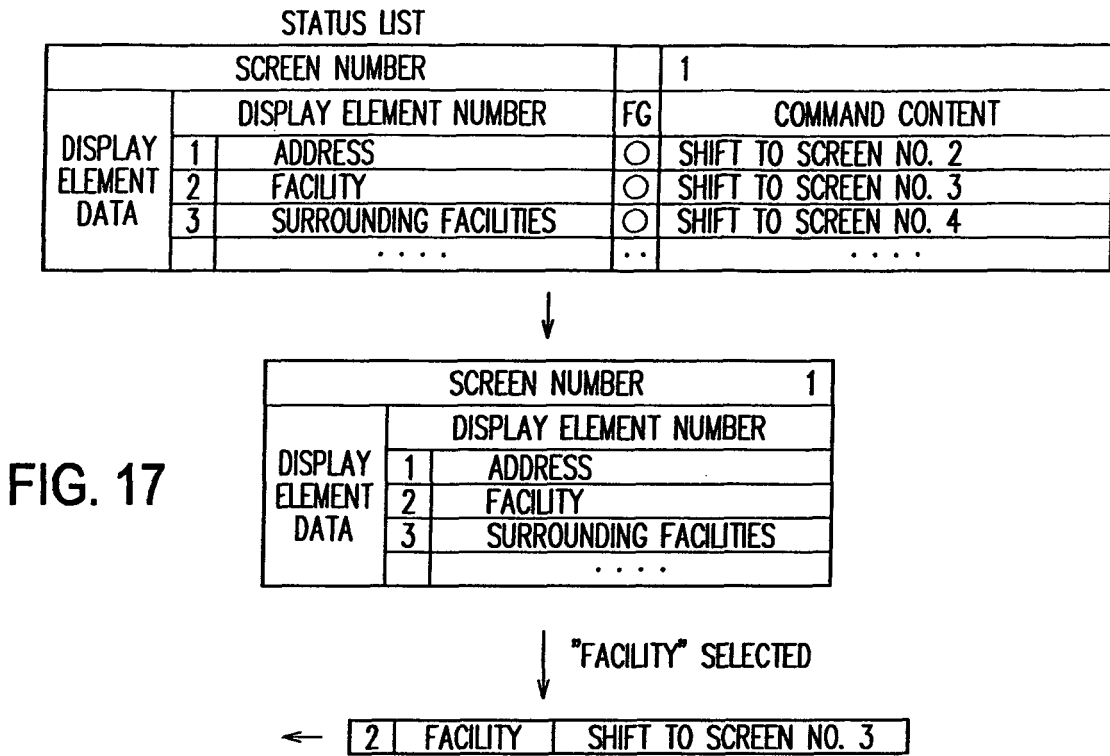 STATUS LIST
SCREEN NUMBER 1
DISPLAY ELEMENT NUMBER FG COMMAND CONTENT
DISPLAY ELEMENT DATA
1 ADDRESS ○ SHIFT TO SCREEN NO. 2
2 FACILITY ○ SHIFT TO SCREEN NO. 3
3 SURROUNDING FACILITIES ○ SHIFT TO SCREEN NO. 4
. . . . . . . . . .
↓
SCREEN NUMBER 1
DISPLAY ELEMENT NUMBER
DISPLAY ELEMENT DATA
1 ADDRESS
2 FACILITY
3 SURROUNDING FACILITIES
. . . .
FIG. 17
↓ "FACILITY" SELECTED
← 2 FACILITY SHIFT TO SCREEN NO. 3